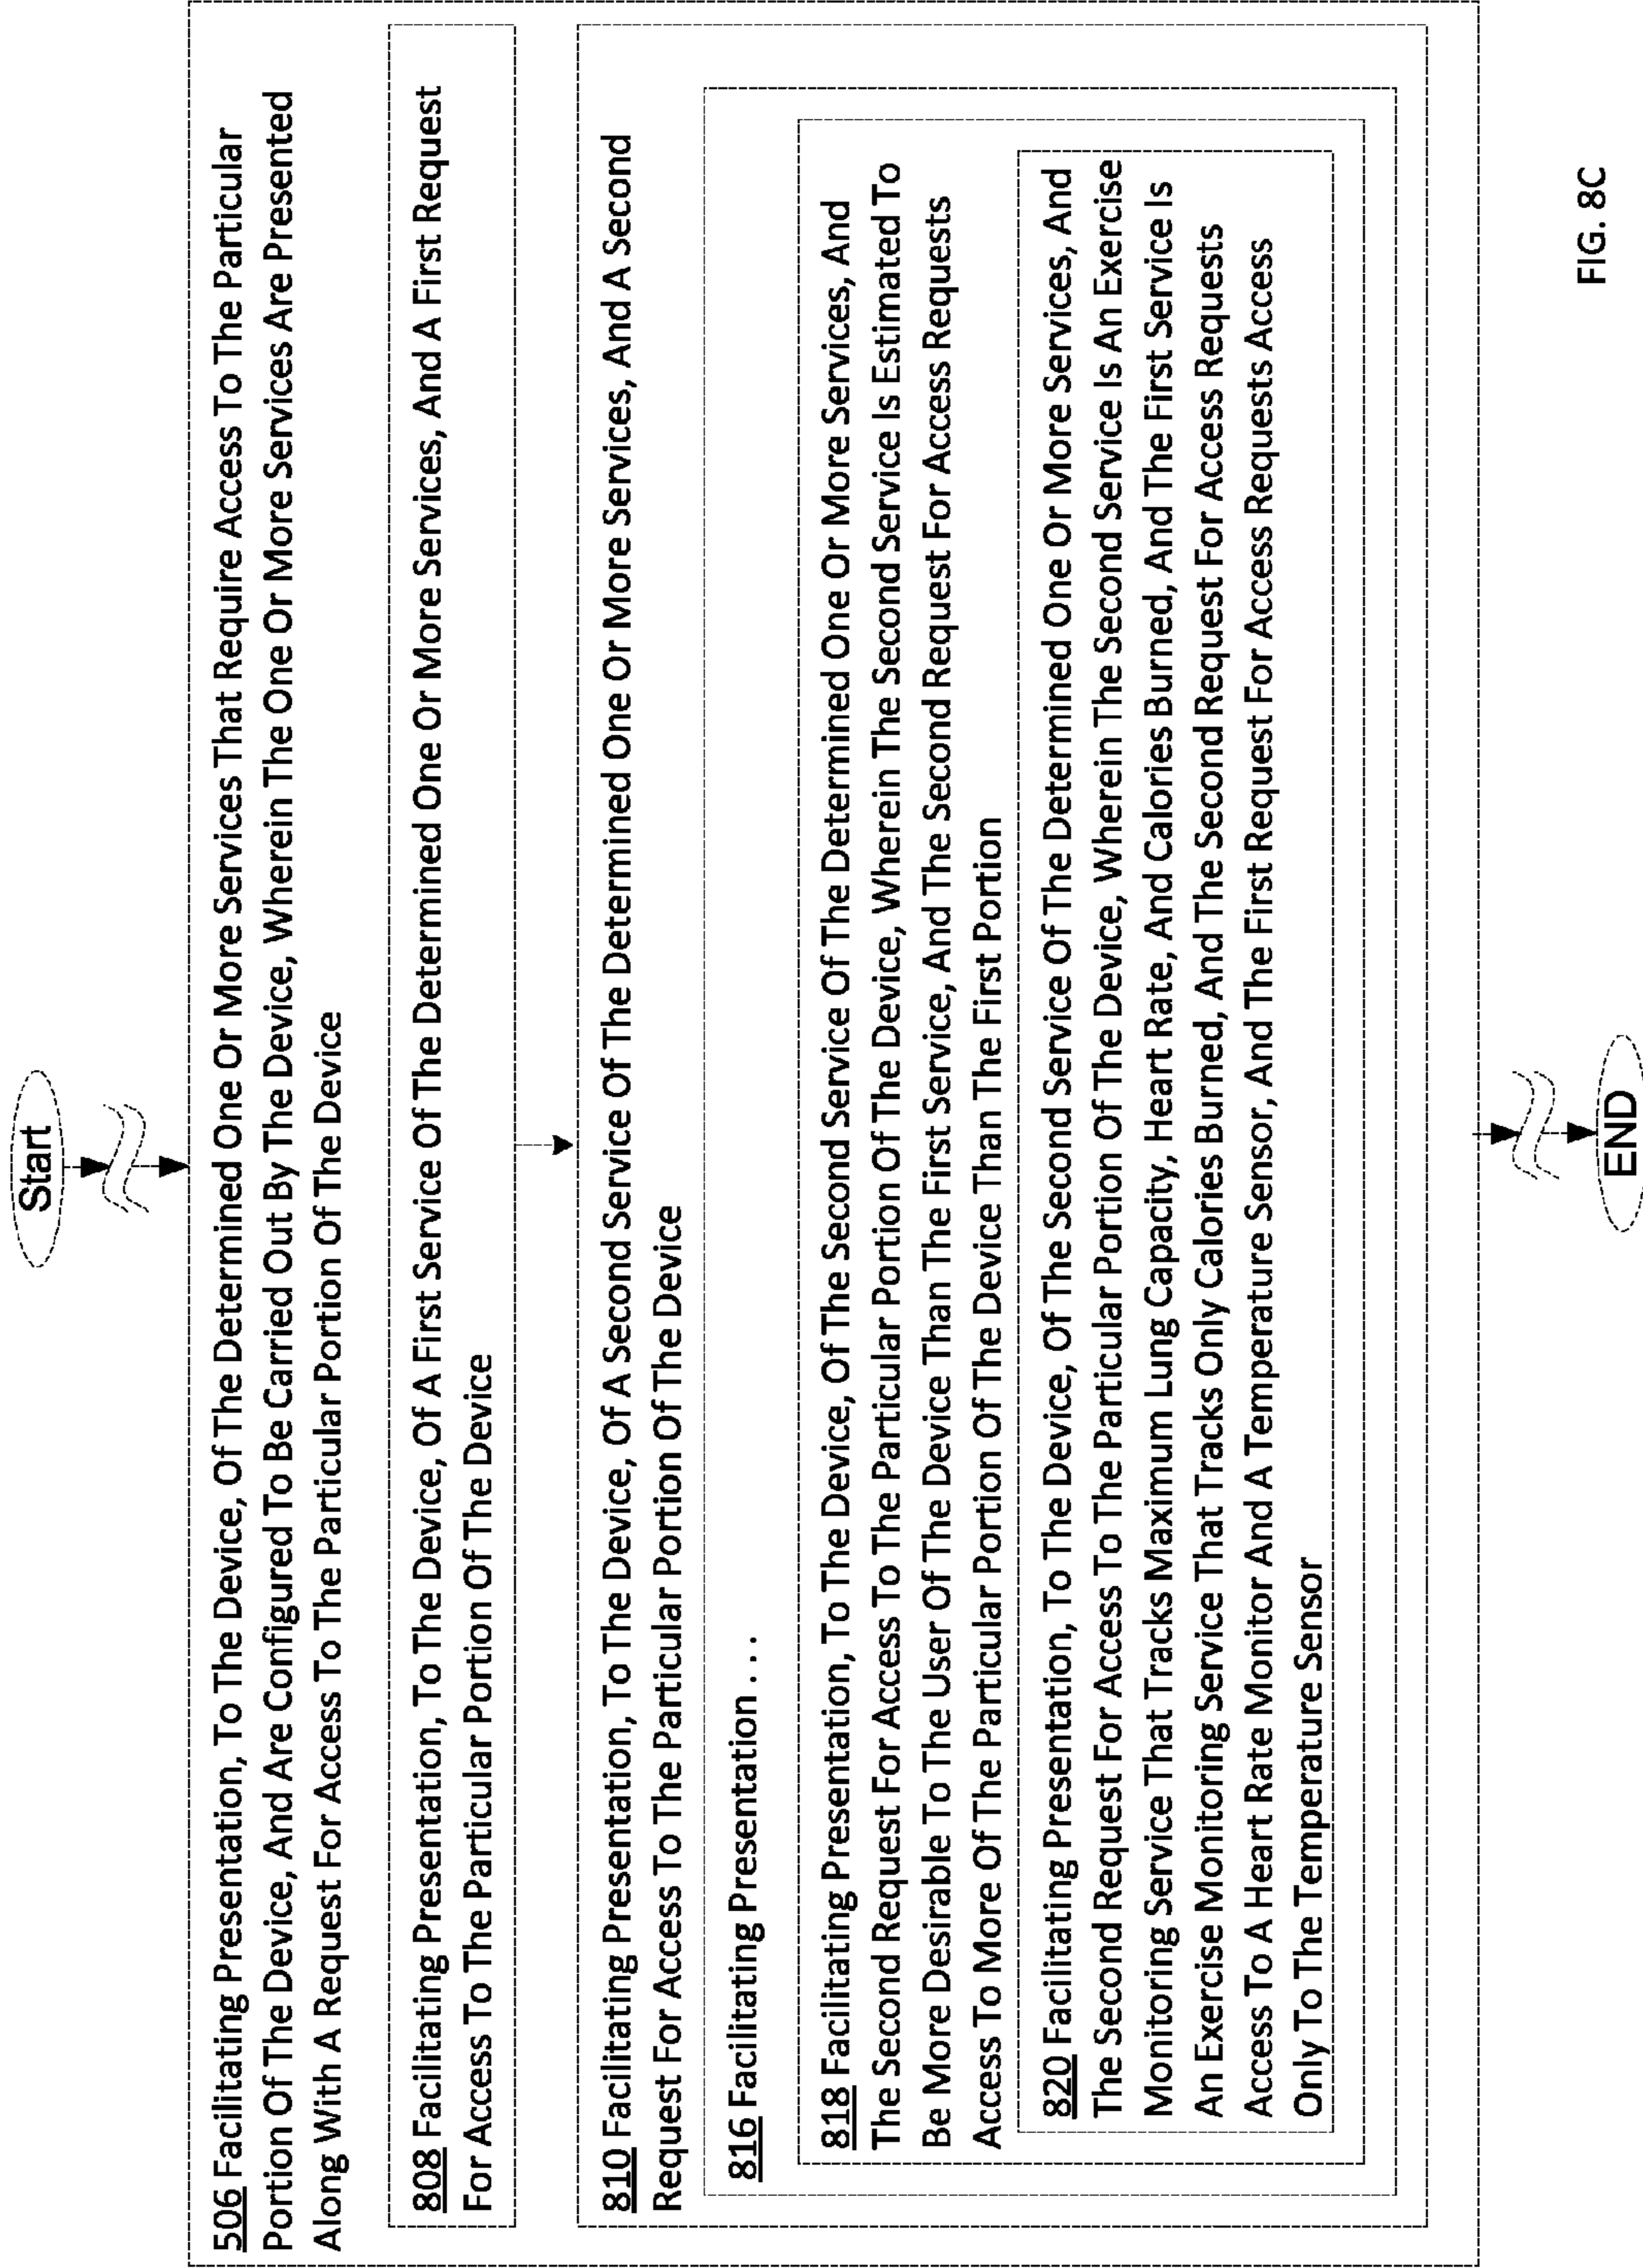 Start
506 Facilitating Presentation, To The Device, Of The Determined One Or More Services That Require Access To The Particular
Portion Of The Device, And Are Configured To Be Carried Out By The Device, Wherein The One Or More Services Are Presented
Along With A Request For Access To The Particular Portion Of The Device
808 Facilitating Presentation, To The Device, Of A First Service Of The Determined One Or More Services, And A First Request
For Access To The Particular Portion Of The Device
810 Facilitating Presentation, To The Device, Of A Second Service Of The Determined One Or More Services, And A Second
Request For Access To The Particular Portion Of The Device
816 Facilitating Presentation . . .
818 Facilitating Presentation, To The Device, Of The Second Service Of The Determined One Or More Services, And
The Second Request For Access To The Particular Portion Of The Device, Wherein The Second Service Is Estimated To
Be More Desirable To The User Of The Device Than The First Service, And The Second Request For Access Requests
Access To More Of The Particular Portion Of The Device Than The First Portion
820 Facilitating Presentation, To The Device, Of The Second Service Of The Determined One Or More Services, And
The Second Request For Access To The Particular Portion Of The Device, Wherein The Second Service Is An Exercise
Monitoring Service That Tracks Maximum Lung Capacity, Heart Rate, And Calories Burned, And The First Service Is
An Exercise Monitoring Service That Tracks Only Calories Burned, And The Second Request For Access Requests
Access To A Heart Rate Monitor And A Temperature Sensor, And The First Request For Access Requests Access
Only To The Temperature Sensor
END
FIG. 8C